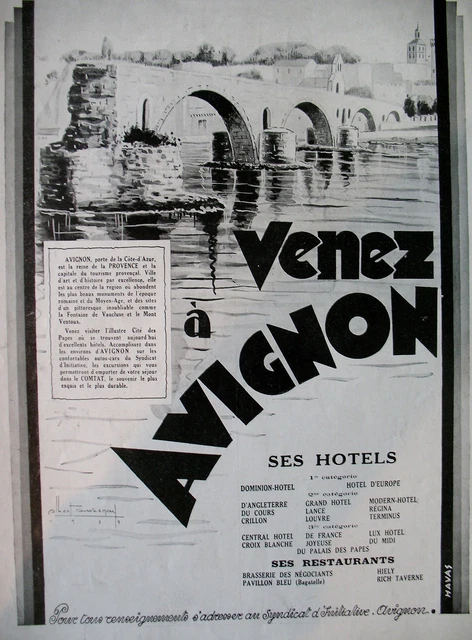 Venez
à
AVIGNON
AVIGNON, porte de la Côte-d'Azur,
est la reine de la PROVENCE et la
capitale du tourisme provençal. Ville
d'art et d'histoire par excellence, elle
est au centre de la région où abondent
les plus beaux monuments de l'époque
romaine et du Moyen-Age, et des sites
d'un pittoresque inoubliable comme
la Fontaine de Vaucluse et le Mont
Ventoux.
Venez visiter l'illustre Cité des
Papes où se trouvent aujourd'hui
d'excellents hôtels. Accomplissez dans
les environs d'AVIGNON sur les
confortables autos-cars du Syndicat
d'Initiative, les excursions qui vous
permettront d'emporter de votre séjour
dans le COMTAT, le souvenir le plus
exquis et le plus durable.
SES HOTELS
1re catégorie
DOMINION-HOTEL HOTEL D'EUROPE
2me catégorie
D'ANGLETERRE GRAND HOTEL MODERN-HOTEL
DU COURS LANCE REGINA
CRILLON LOUVRE TERMINUS
3me catégorie
CENTRAL HOTEL DE FRANCE LUX HOTEL
CROIX BLANCHE JOYEUSE DU MIDI
DU PALAIS DES PAPES
SES RESTAURANTS
BRASSERIE DES NÉGOCIANTS HIELY
PAVILLON BLEU (Bagatelle) RICH TAVERNE
HAVAS
Pour tous renseignements s'adresser au Syndicat d'Initiative. Avignon.